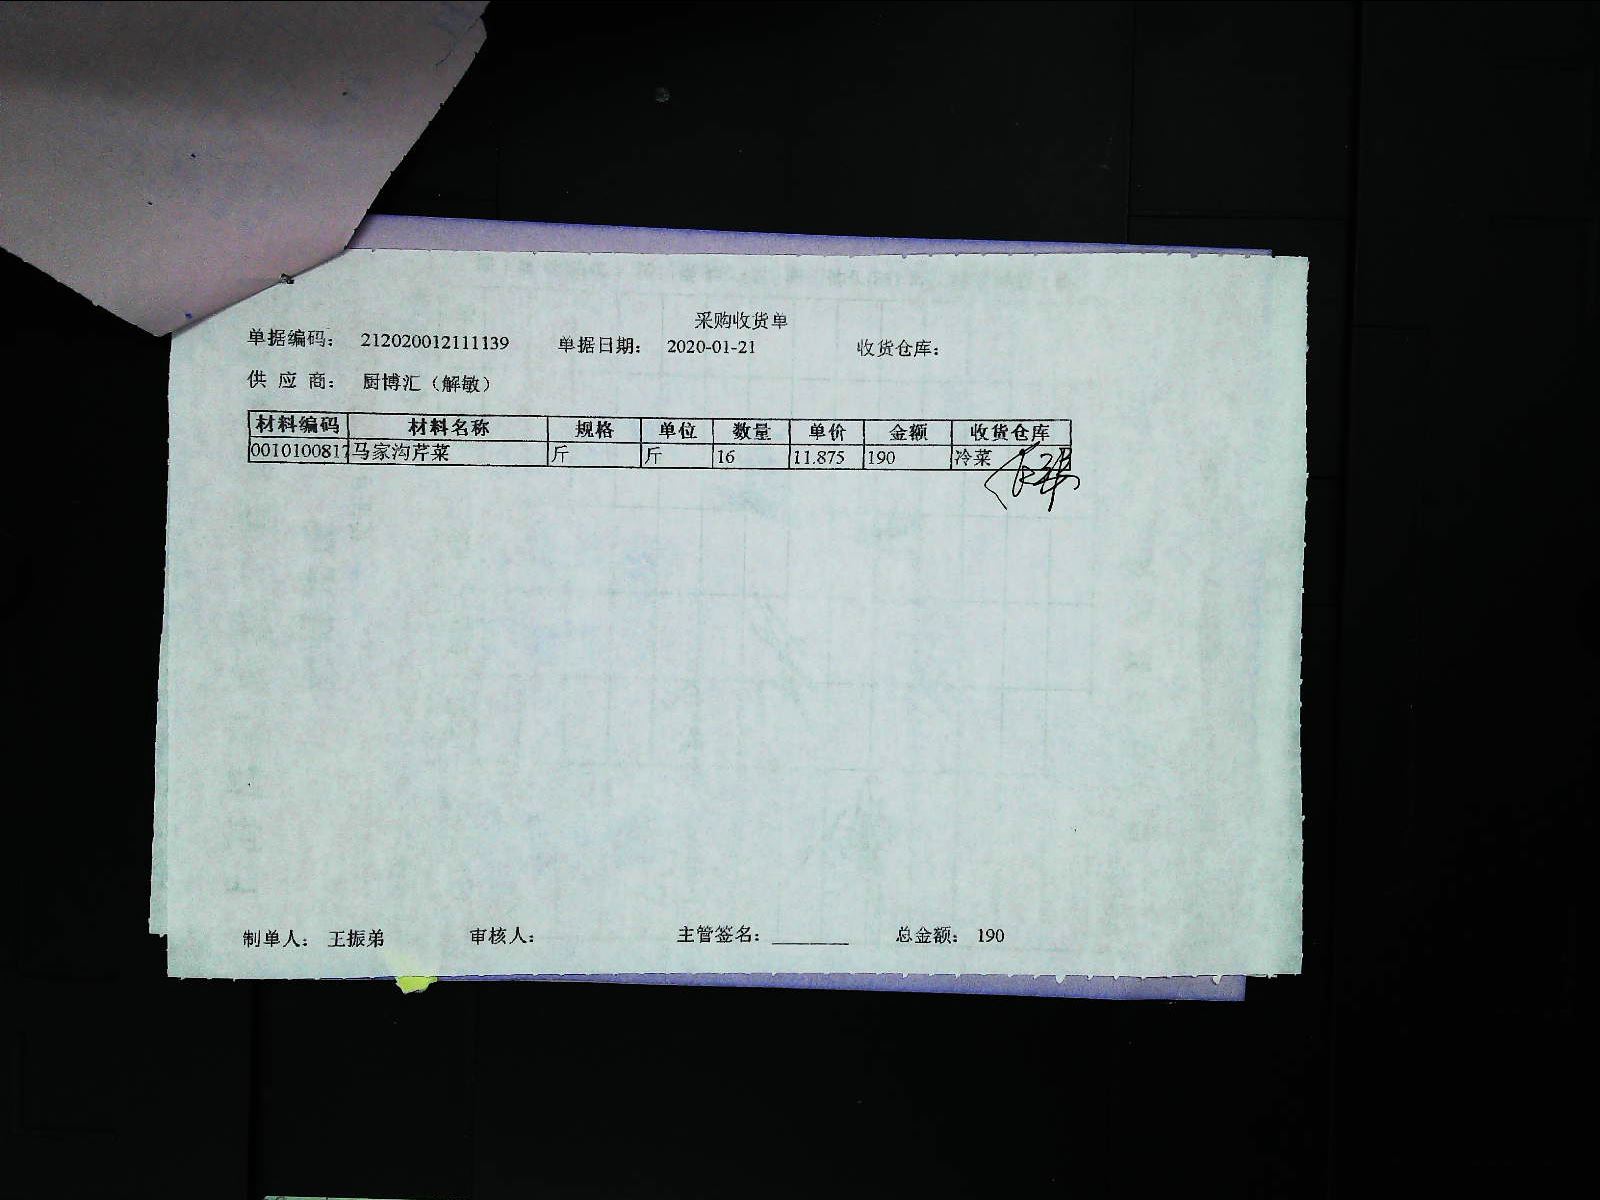 采购收货单
单据编码： 212020012111139 单据日期： 2020-01-21 收货仓库：
供 应 商： 厨博汇（解敏）
材料编码 材料名称 规格 单位 数量 单价 金额 收货仓库
0010100817 马家沟芹菜 斤 斤 16 11.875 190 冷菜
制单人： 王振弟 审核人： 主管签名：_______ 总金额： 190